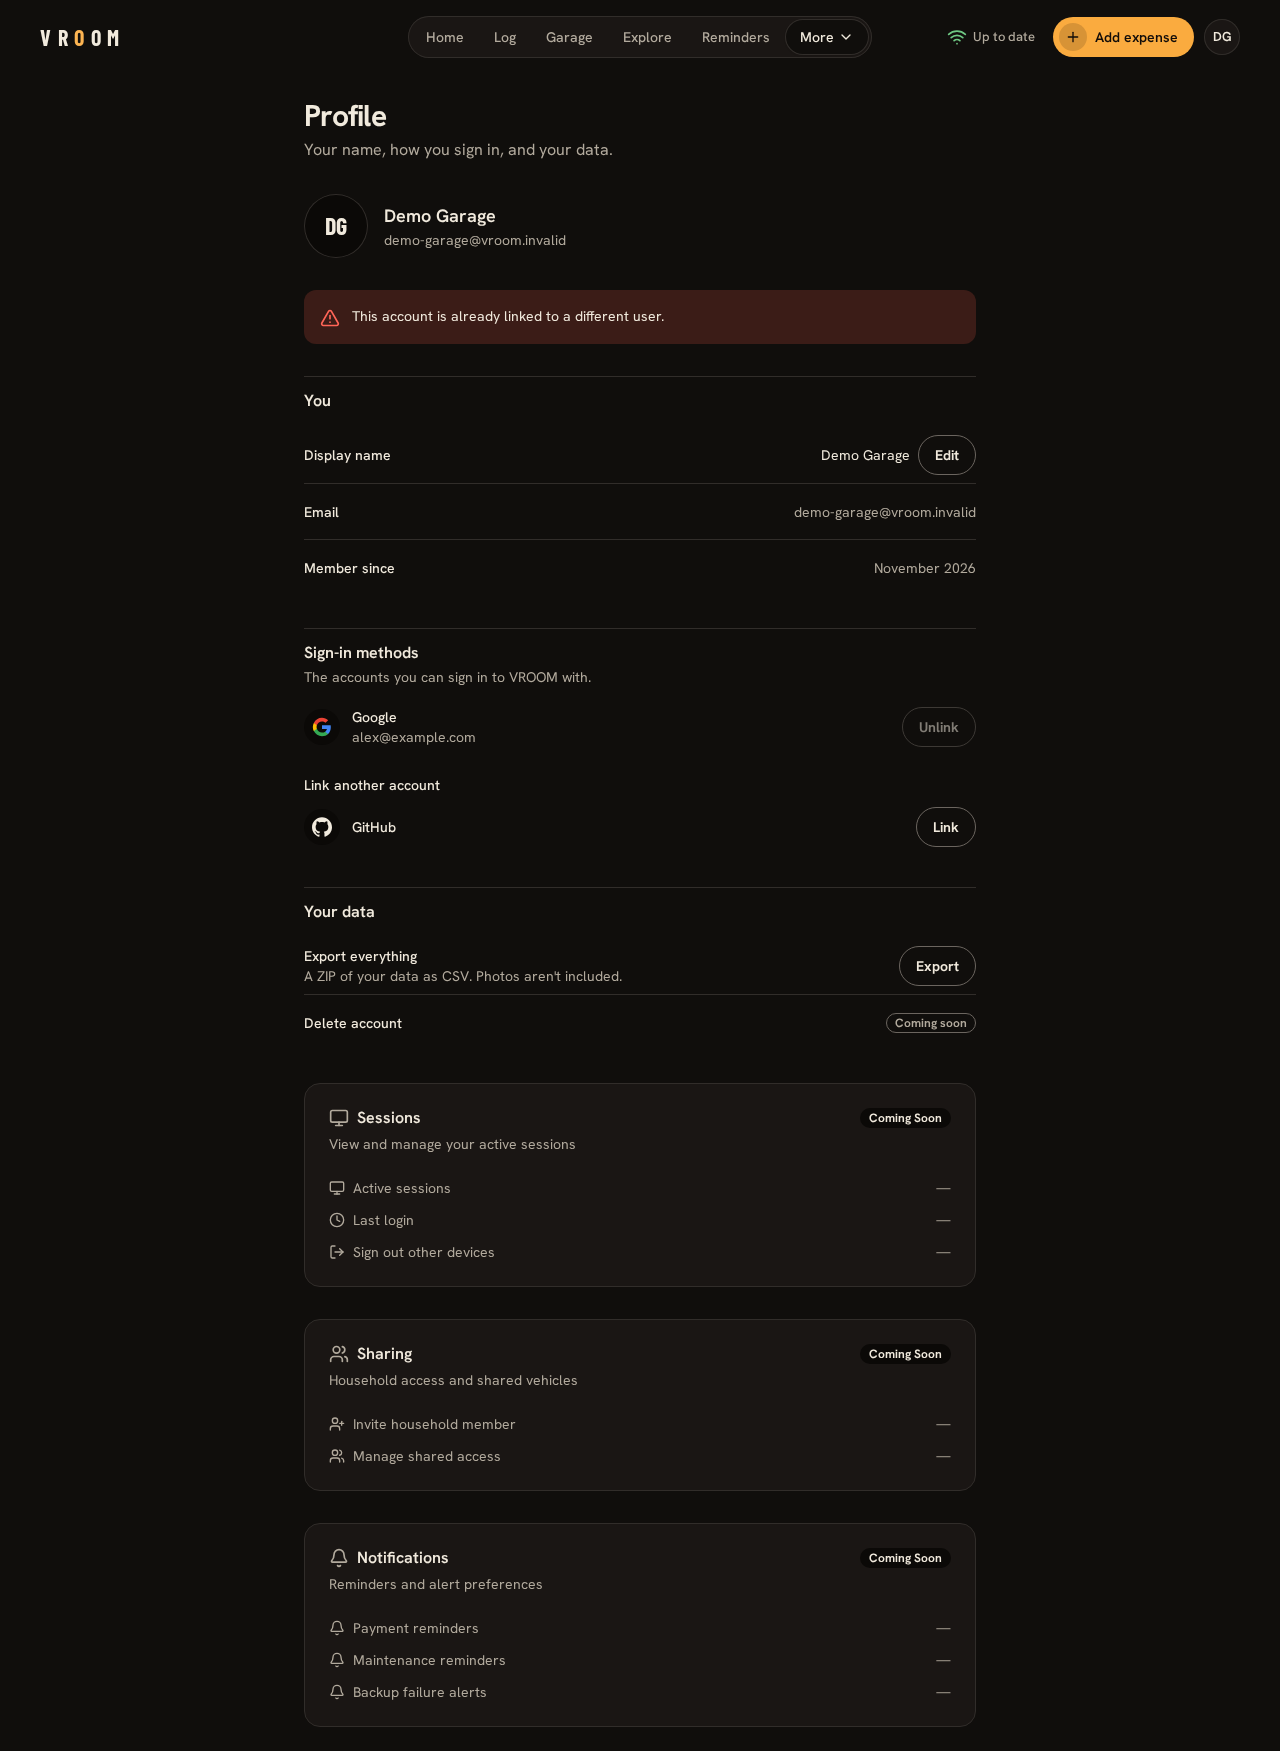 VROOM
Home Log Garage Explore Reminders More
Up to date
Add expense
DG
Profile
Your name, how you sign in, and your data.
DG
Demo Garage
demo-garage@vroom.invalid
This account is already linked to a different user.
You
Display name Demo Garage Edit
Email demo-garage@vroom.invalid
Member since November 2026
Sign-in methods
The accounts you can sign in to VROOM with.
Google
alex@example.com
Unlink
Link another account
GitHub Link
Your data
Export everything
A ZIP of your data as CSV. Photos aren't included.
Export
Delete account Coming soon
Sessions Coming Soon
View and manage your active sessions
Active sessions —
Last login —
Sign out other devices —
Sharing Coming Soon
Household access and shared vehicles
Invite household member —
Manage shared access —
Notifications Coming Soon
Reminders and alert preferences
Payment reminders —
Maintenance reminders —
Backup failure alerts —